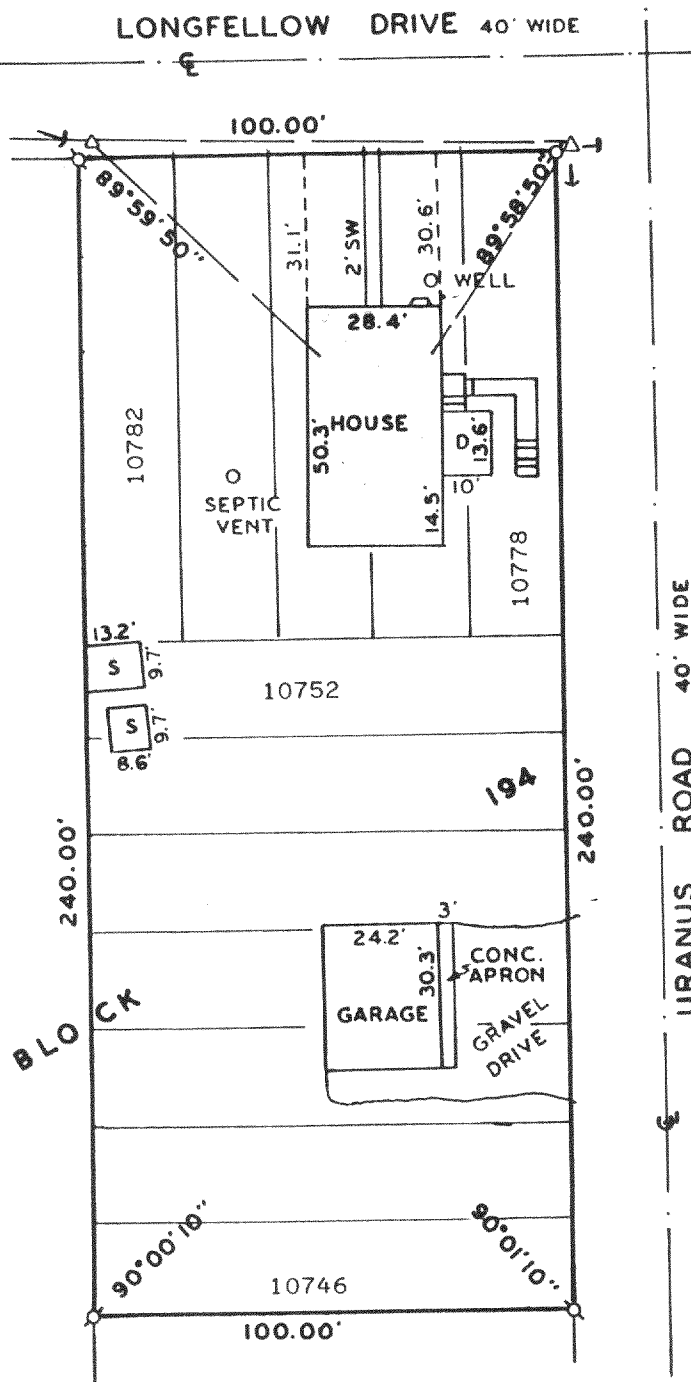 LONGFELLOW DRIVE 40' WIDE
℄
100.00'
89°59'50"
89°58'50"
31.1'
2' SW
30.6'
WELL
28.4'
10782
50.3'
HOUSE
D
13.6'
10'
14.5'
SEPTIC
VENT
10778
13.2'
S
9.7'
10752
S
9.7'
8.6'
40' WIDE
194
ROAD
240.00'
240.00'
3'
24.2'
30.3'
CONC.
APRON
URANUS
GARAGE
GRAVEL
DRIVE
BLOCK
℄
90°00'10"
90°01'10"
10746
100.00'